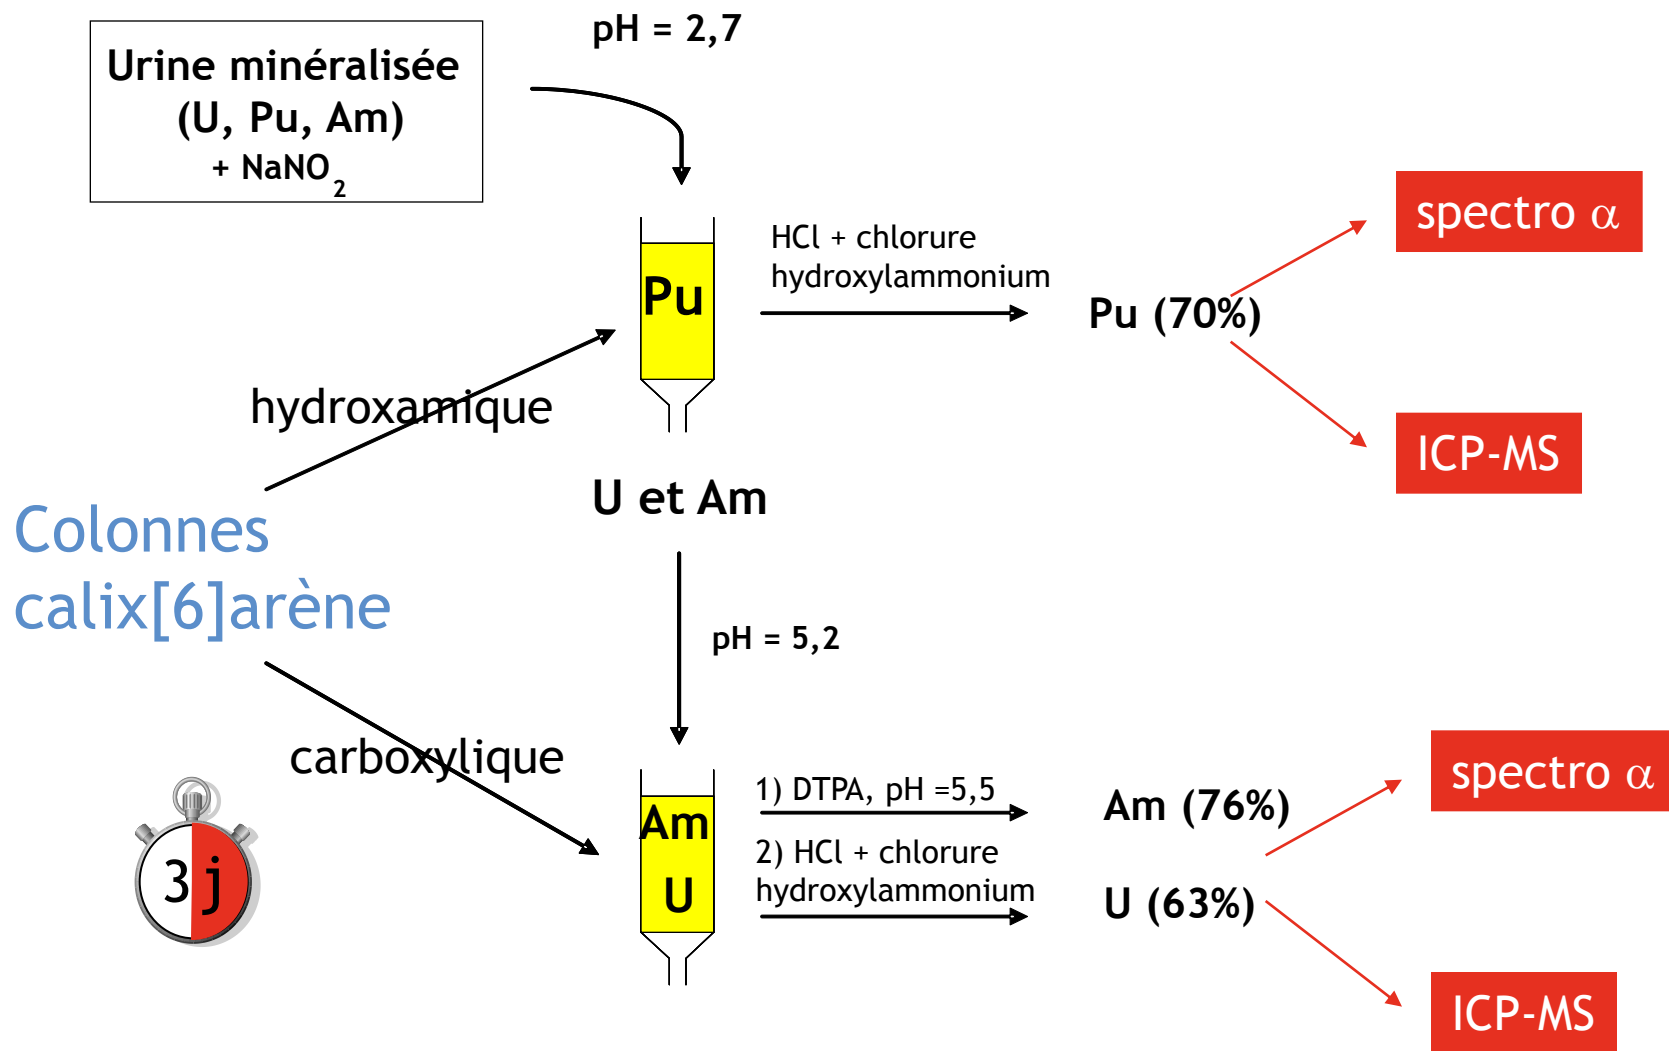 pH = 2,7
Urine minéralisée
(U, Pu, Am)
+ NaNO2
HCl + chlorure
hydroxylammonium
spectro α
Pu
Pu (70%)
hydroxamique
ICP-MS
U et Am
Colonnes
calix[6]arène
pH = 5,2
carboxylique
1) DTPA, pH =5,5
spectro α
Am
Am (76%)
2) HCl + chlorure
hydroxylammonium
3 j
U
U (63%)
ICP-MS